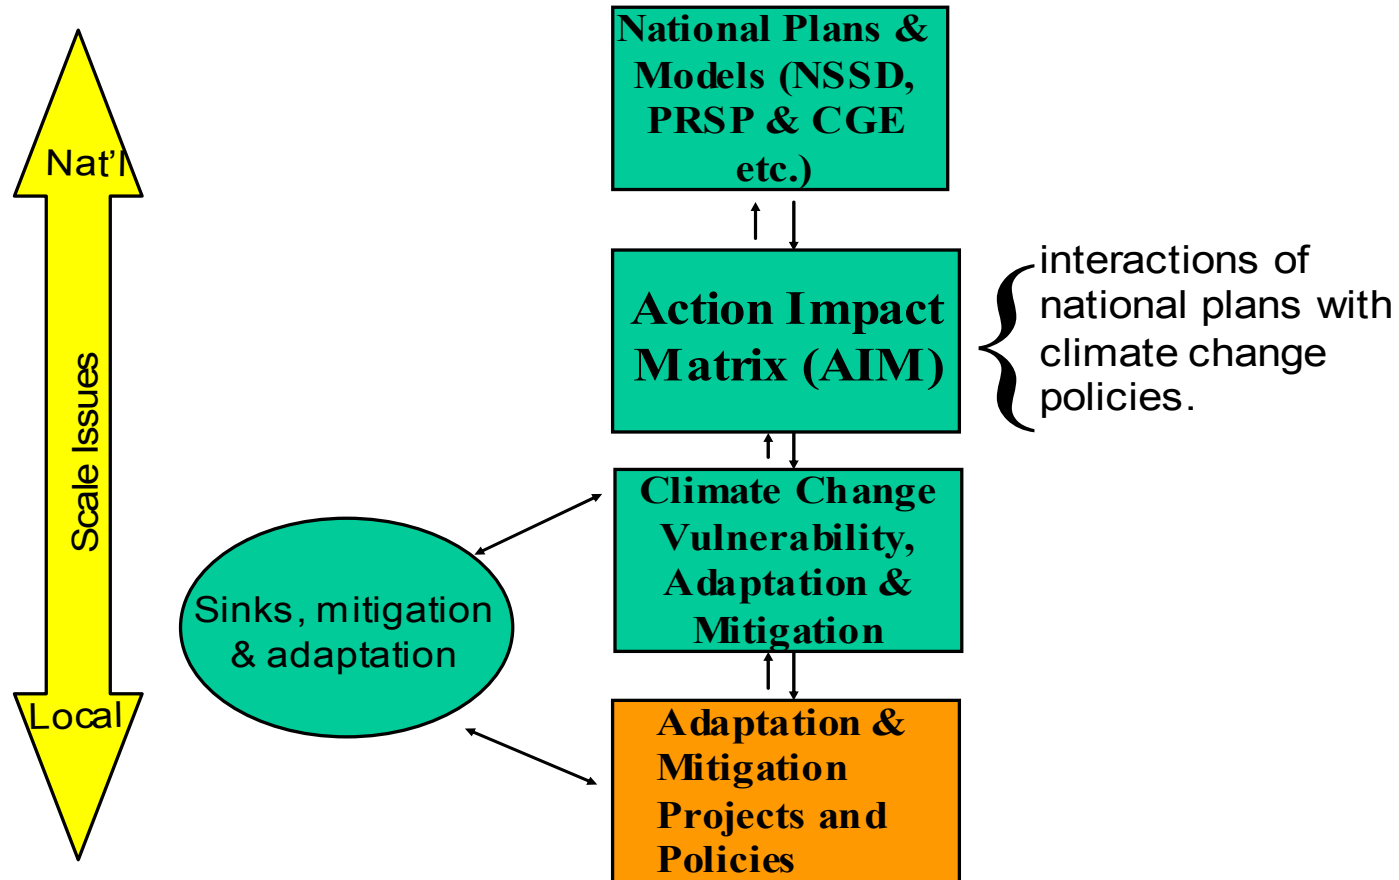 National Plans &
Models (NSSD,
PRSP & CGE
etc.)
Nat'l
Action Impact
Matrix (AIM)
interactions of
national plans with
climate change
policies.
Scale Issues
Climate Change
Vulnerability,
Adaptation &
Mitigation
Sinks, mitigation
& adaptation
Local
Adaptation &
Mitigation
Projects and
Policies